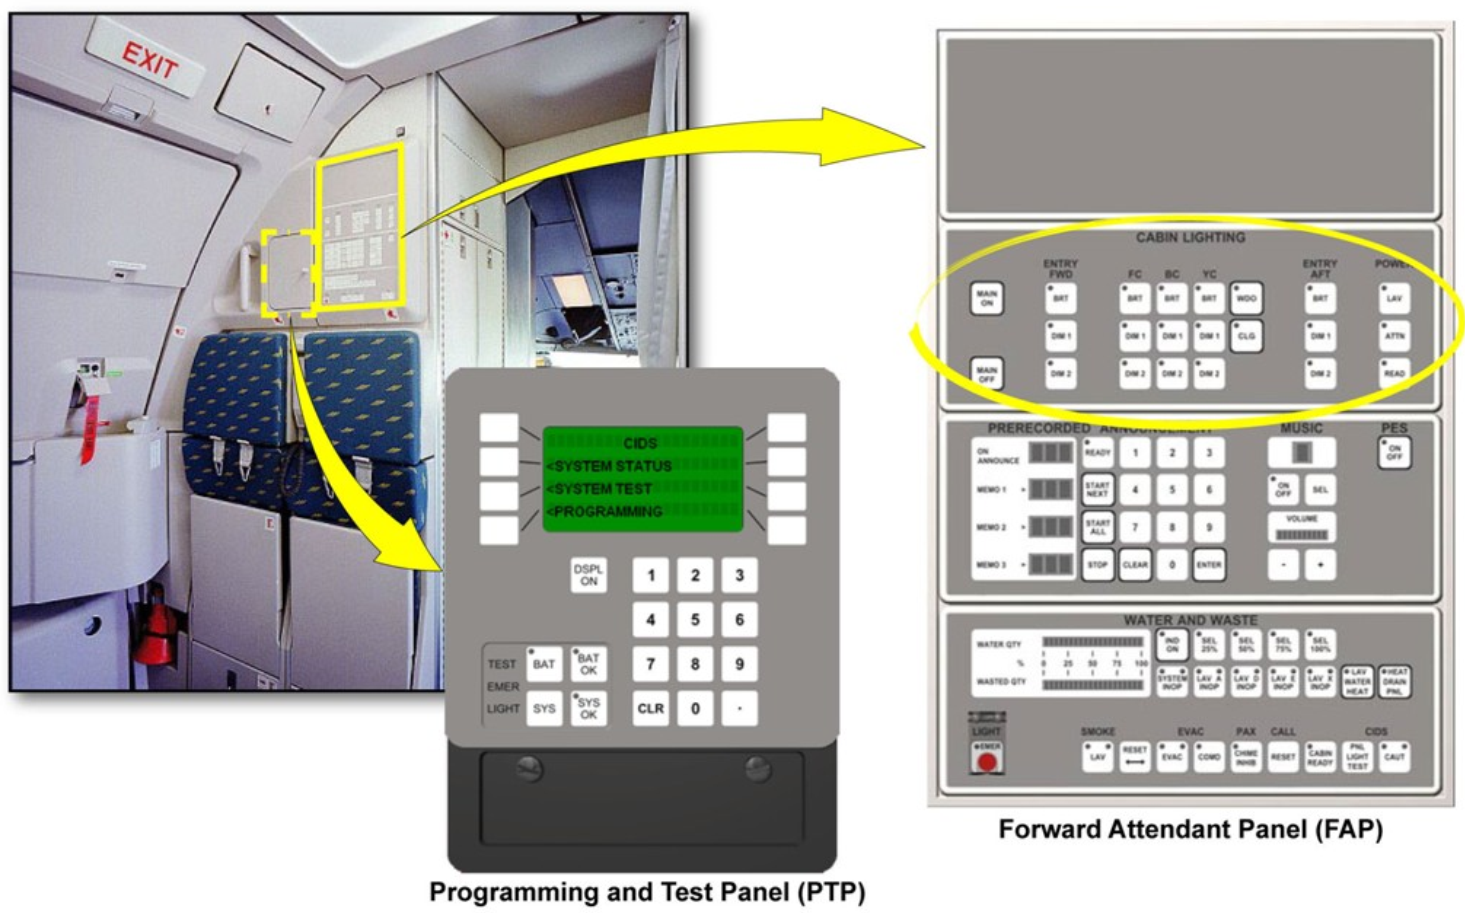 EXIT
CIDS
<SYSTEM STATUS
<SYSTEM TEST
<PROGRAMMING
DSPL ON
1 2 3
4 5 6
7 8 9
CLR 0 .
TEST
EMER
LIGHT
BAT
BAT OK
SYS
SYS OK
Programming and Test Panel (PTP)
CABIN LIGHTING
ENTRY FWD
FC BC YC
ENTRY AFT
POWER
MAIN ON
BRT BRT BRT BRT WDO BRT LAV
DIM 1 DIM 1 DIM 1 DIM 1 CLG DIM 1 ATTN
MAIN OFF
DIM 2 DIM 2 DIM 2 DIM 2 DIM 2 READ
PRERECORDED ANNOUNCEMENT
MUSIC
PES
ON ANNOUNCE
READY 1 2 3
ON OFF
MEMO 1
START NEXT
4 5 6
ON OFF
SEL
MEMO 2
START ALL
7 8 9
VOLUME
MEMO 3
STOP CLEAR 0 ENTER
- +
WATER AND WASTE
WATER QTY
IND ON
SEL 25%
SEL 50%
SEL 75%
SEL 100%
% 0 25 50 75 100
WASTED QTY
SYSTEM INOP
LAV A INOP
LAV D INOP
LAV E INOP
LAV
INOP
LAV WATER HEAT
HEAT DRAIN PNL
LIGHT
EMER
SMOKE
EVAC
PAX
CALL
CIDS
LAV
RESET
EVAC
COMD
CHIME INHIB
RESET
CABIN READY
PNL LIGHT TEST
CAUT
Forward Attendant Panel (FAP)